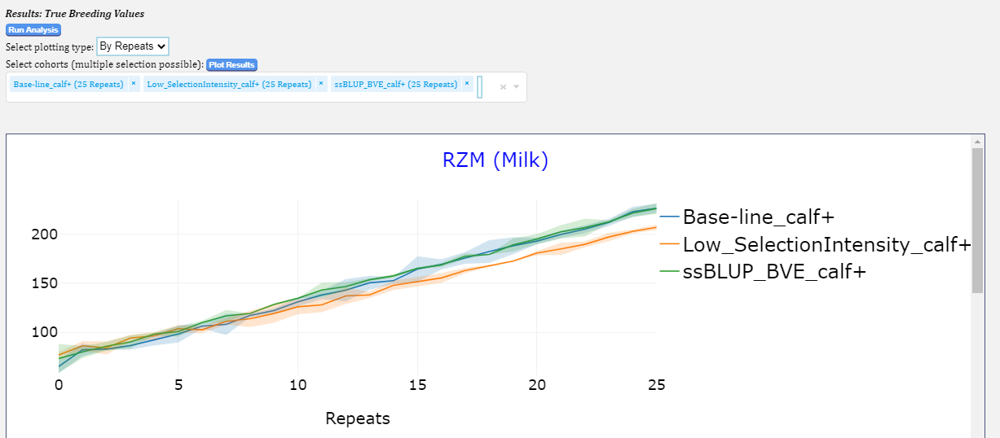 Results: True Breeding Values
Run Analysis
Select plotting type: By Repeats
Select cohorts (multiple selection possible): Plot Results
Base-line_calf+ (25 Repeats) × Low_SelectionIntensity_calf+ (25 Repeats) × ssBLUP_BVE_calf+ (25 Repeats) × ×
RZM (Milk)
Base-line_calf+
Low_SelectionIntensity_calf+
ssBLUP_BVE_calf+
200
150
100
0 5 10 15 20 25
Repeats